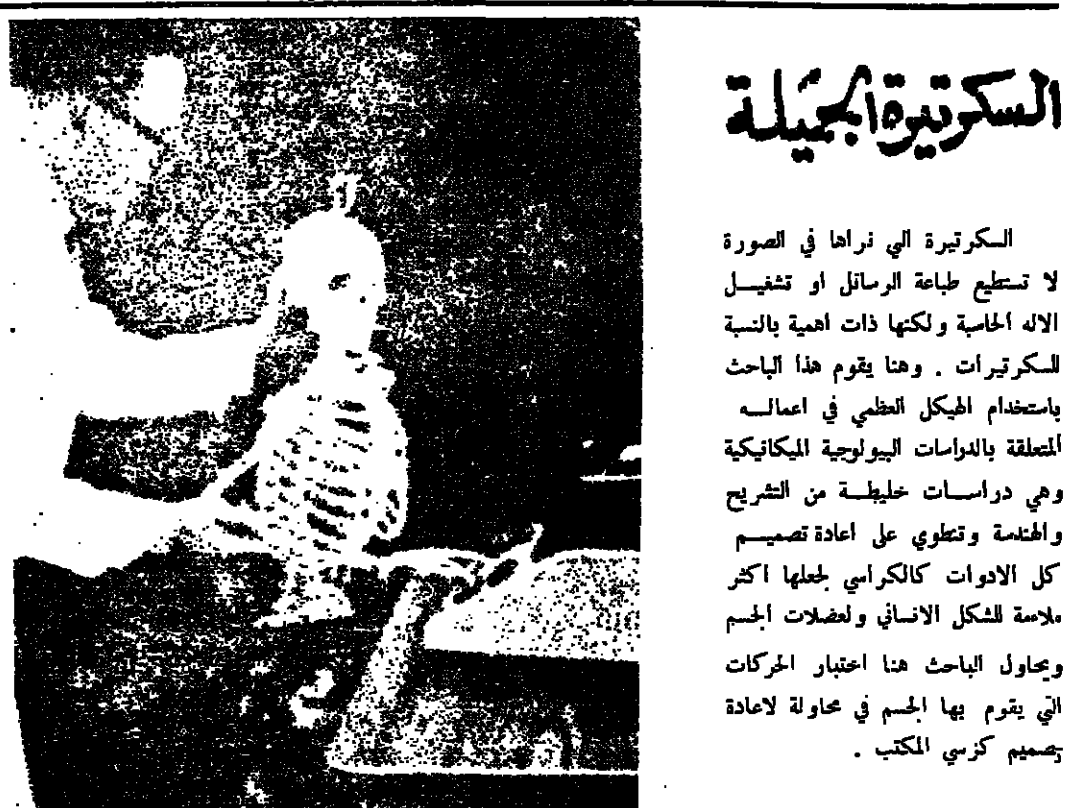 السكرتيرة الجميلة
السكرتيرة الي نراها في الصورة
لا تستطيع طباعة الرسائل او تشغيل
الاله الحاسبة ولكنها ذات اهمية بالنسبة
للسكرتيرات . وهنا يقوم هذا الباحث
باستخدام الهيكل العظمي في اعماله
المتعلقة بالدراسات البيولوجية الميكانيكية
وهي دراسات خليطة من التشريح
والهندسة وتنطوي على اعادة تصميم
كل الادوات كالكراسي لجعلها اكثر
ملاءمة للشكل الانساني ولعضلات الجسم
ويحاول الباحث هنا اختبار الحركات
التي يقوم بها الجسم في محاولة لاعادة
تصميم كرسي المكتب .